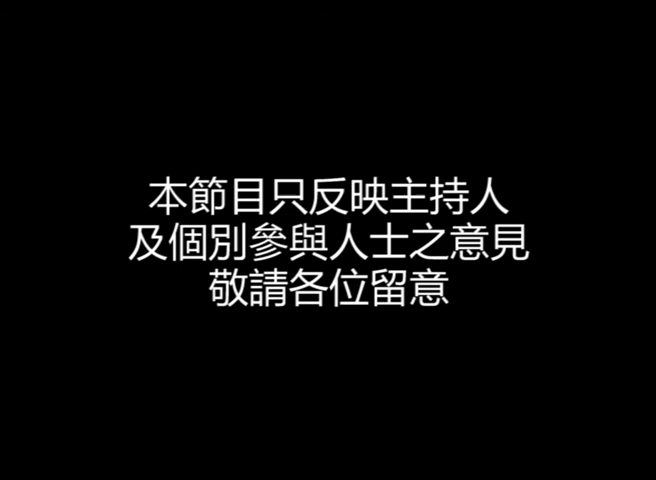 本節目只反映主持人
及個別參與人士之意見
敬請各位留意